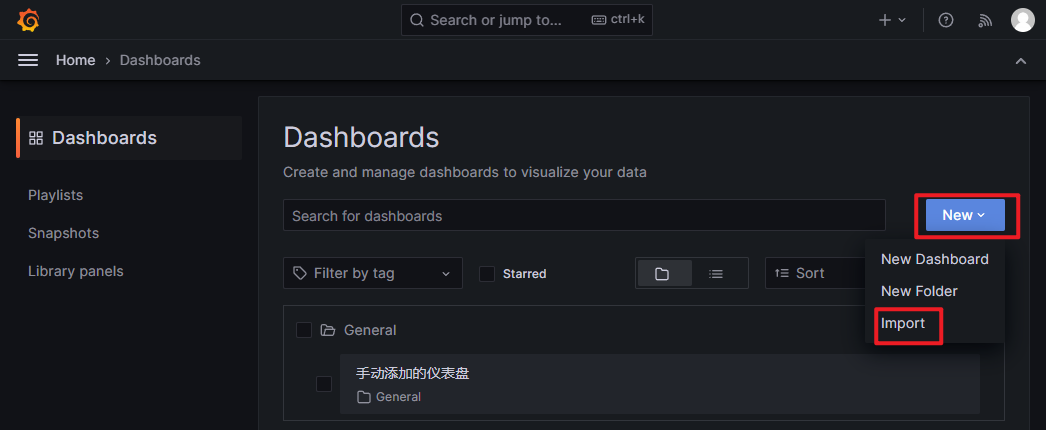 Search or jump to... ctrl+k
Home › Dashboards
Dashboards
Playlists
Snapshots
Library panels
Dashboards
Create and manage dashboards to visualize your data
Search for dashboards
New
New Dashboard
New Folder
Import
Filter by tag
Starred
Sort
General
手动添加的仪表盘
General